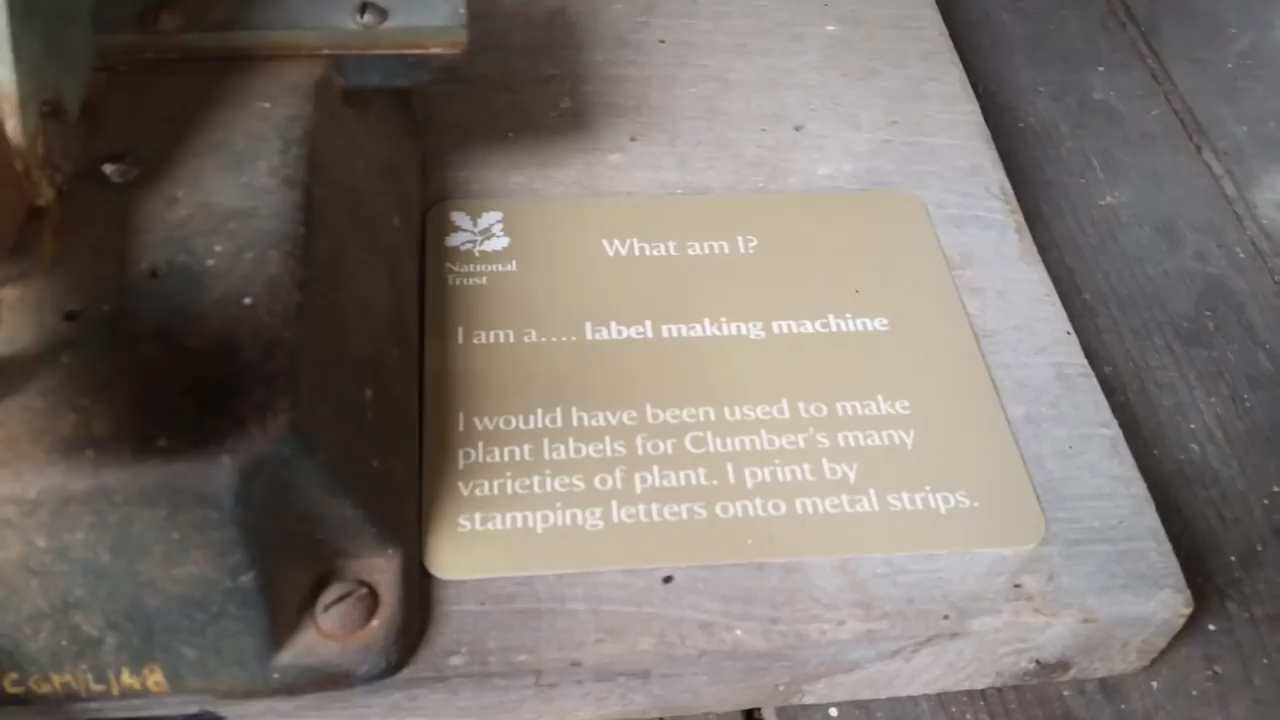 What am I?
National
Trust
I am a.... label making machine
I would have been used to make
plant labels for Clumber's many
varieties of plant. I print by
stamping letters onto metal strips.
CGM/L/48